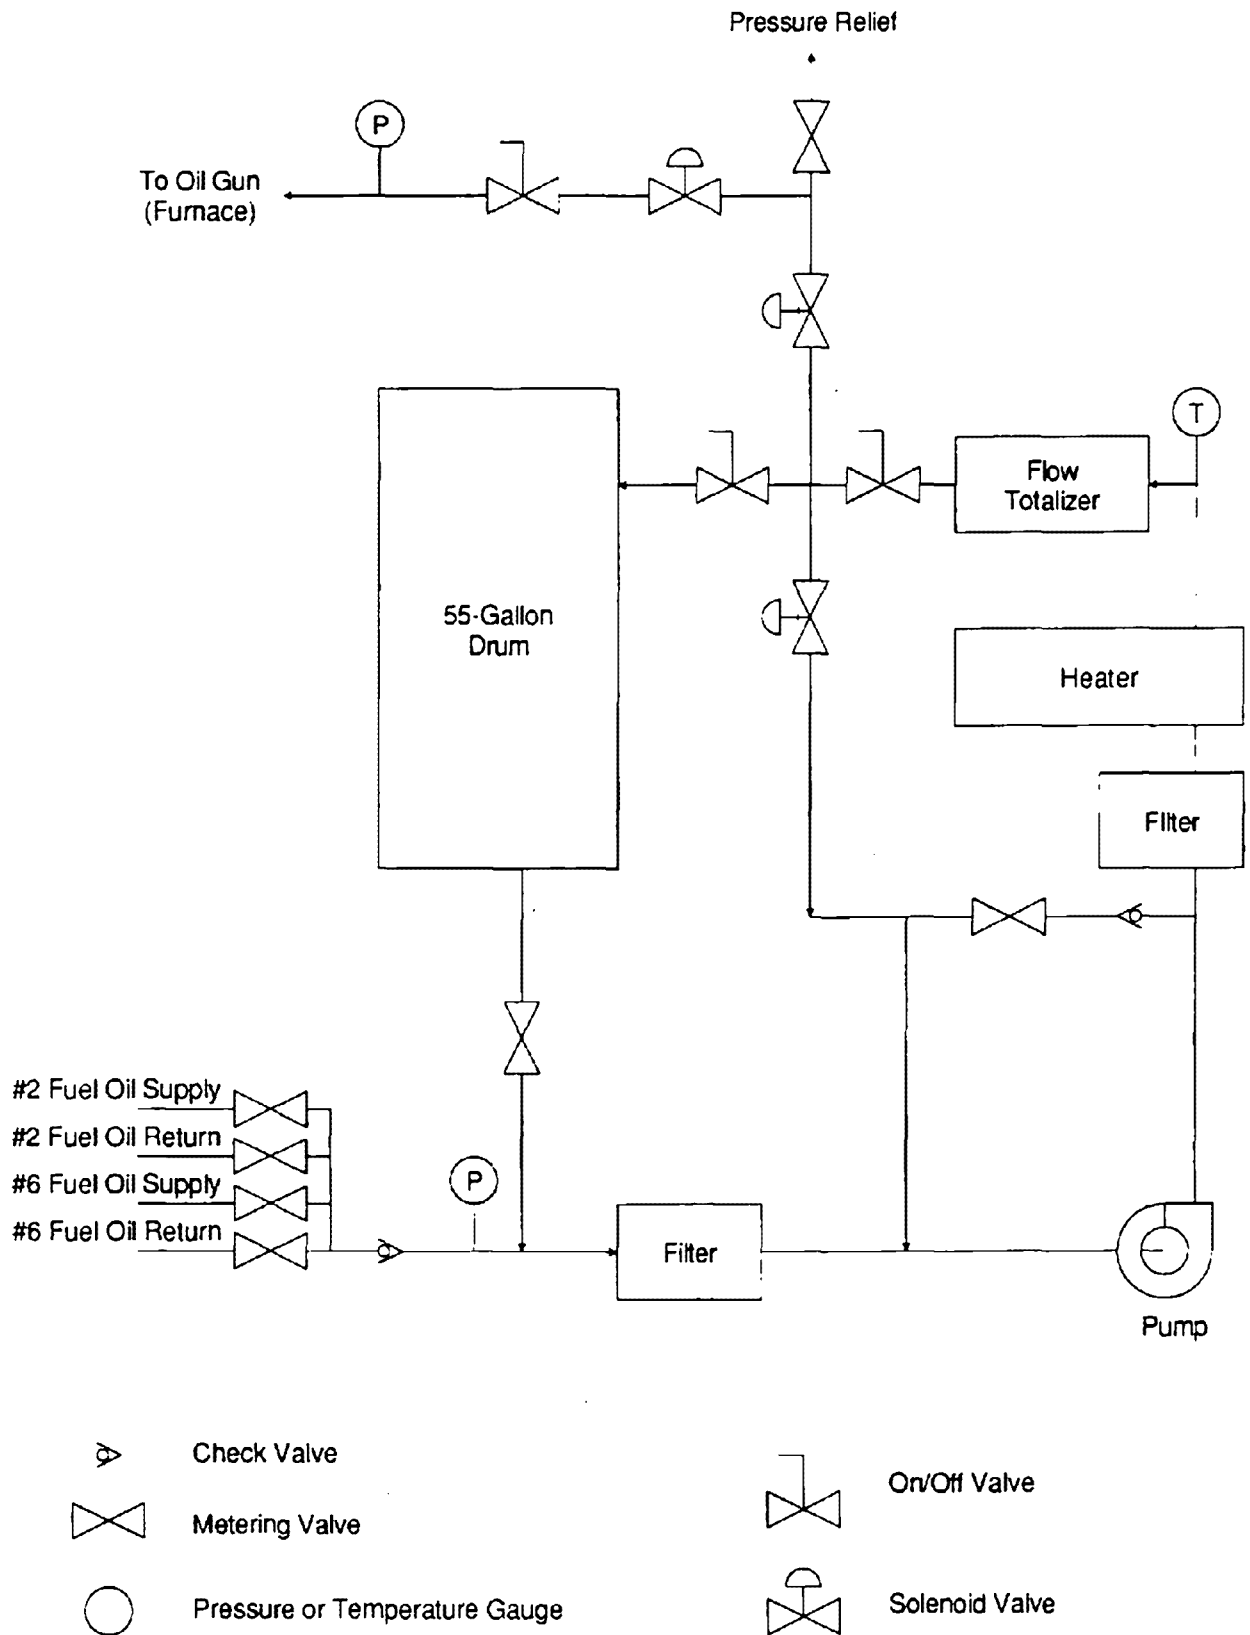 Pressure Relief
P
To Oil Gun
(Furnace)
T
Flow
Totalizer
55-Gallon
Drum
Heater
Filter
#2 Fuel Oil Supply
#2 Fuel Oil Return
#6 Fuel Oil Supply
#6 Fuel Oil Return
P
Filter
Pump
Check Valve
On/Off Valve
Metering Valve
Pressure or Temperature Gauge
Solenoid Valve